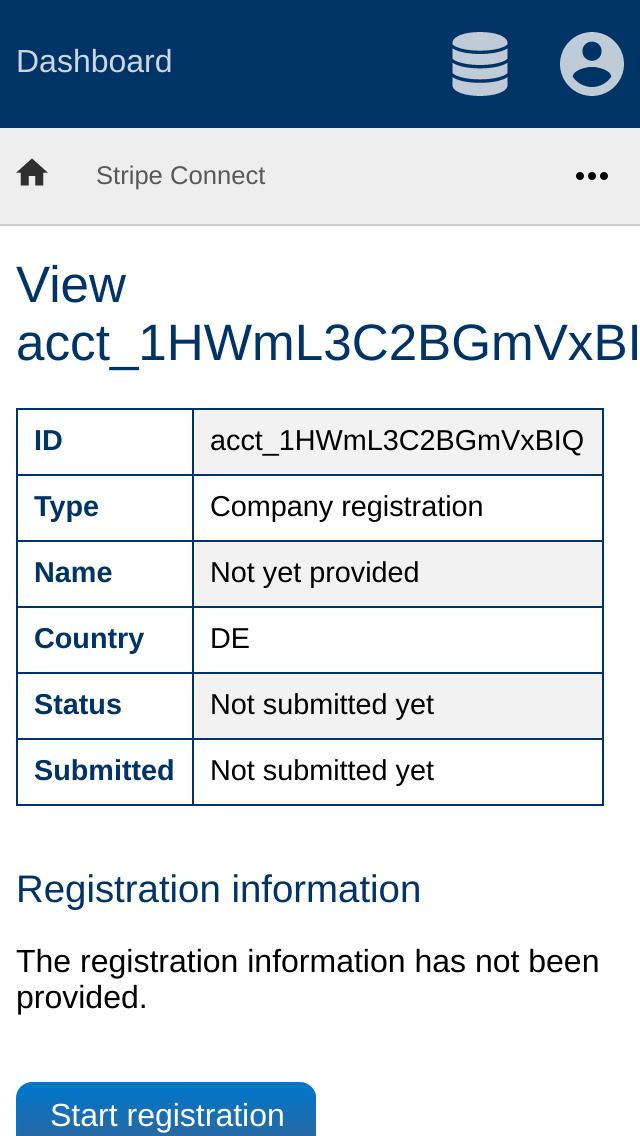 Dashboard
Stripe Connect
View
acct_1HWmL3C2BGmVxBI
ID acct_1HWmL3C2BGmVxBIQ
Type Company registration
Name Not yet provided
Country DE
Status Not submitted yet
Submitted Not submitted yet
Registration information
The registration information has not been
provided.
Start registration